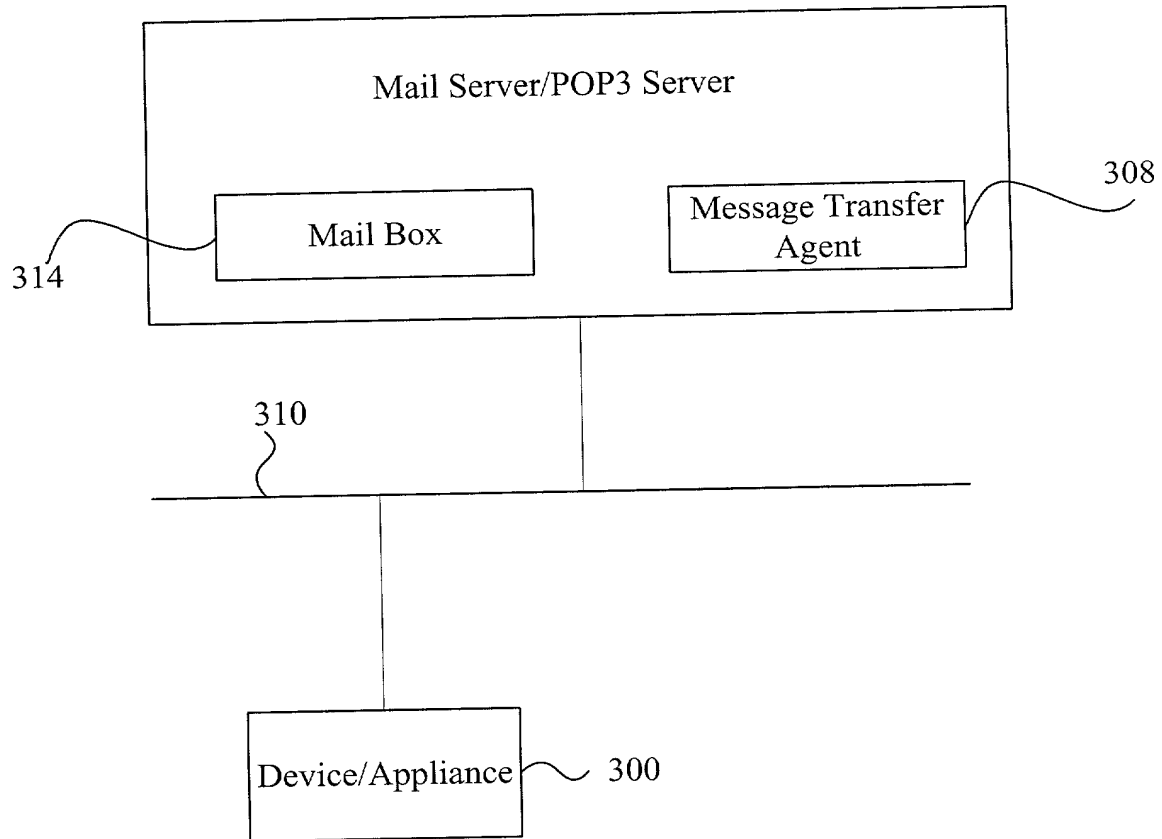 Mail Server/POP3 Server
308
Mail Box
Message Transfer
Agent
314
310
Device/Appliance
300